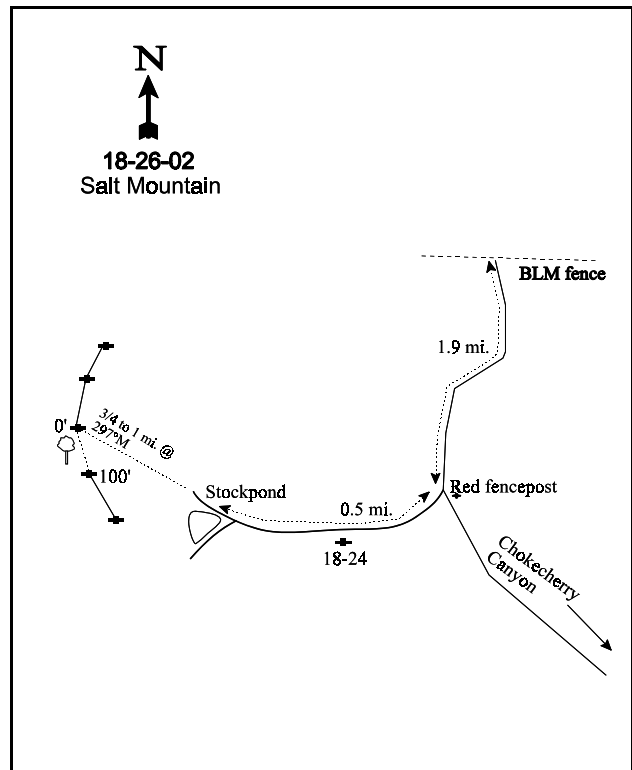 N
18-26-02
Salt Mountain
BLM fence
1.9 mi.
3/4 to 1 mi. @
297°M
0'
100'
Stockpond
0.5 mi.
Red fencepost
18-24
Chokecherry
Canyon